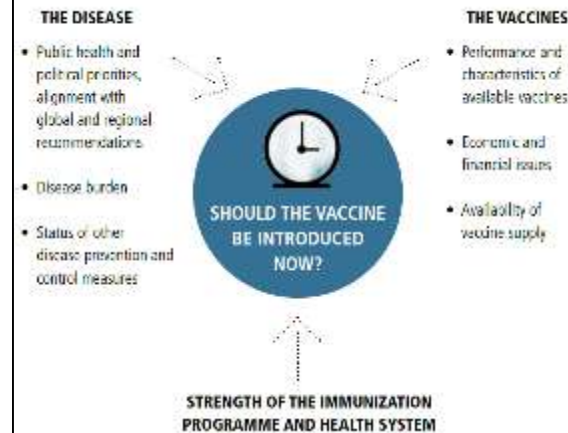 THE DISEASE
• Public health and
political priorities,
alignment with
global and regional
recommendations
• Disease burden
• Status of other
disease prevention and
control measures
THE VACCINES
• Performance and
characteristics of
available vaccines
• Economic and
financial issues
• Availability of
vaccine supply
SHOULD THE VACCINE
BE INTRODUCED
NOW?
STRENGTH OF THE IMMUNIZATION
PROGRAMME AND HEALTH SYSTEM